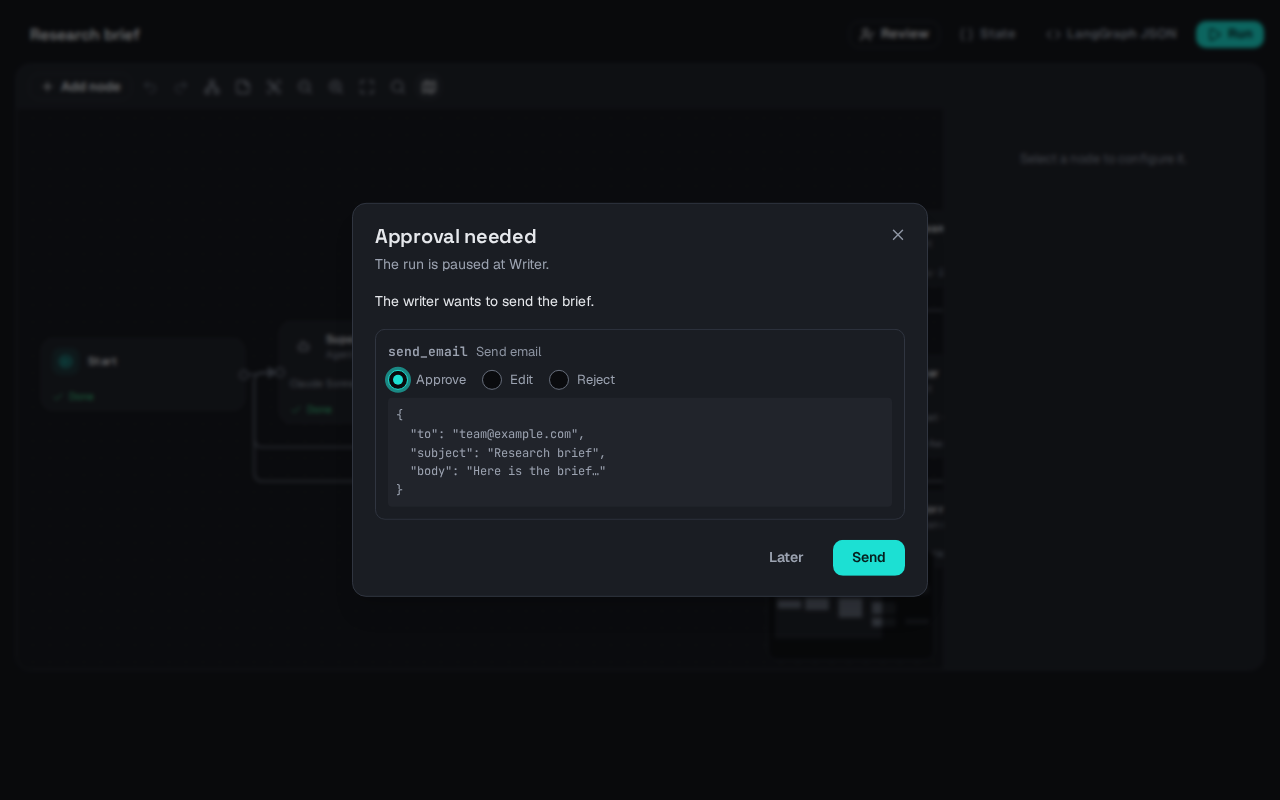 Research brief
Review
State
LangGraph JSON
Run
Add node
Select a node to configure it.
Approval needed
The run is paused at Writer.
The writer wants to send the brief.
Start
Done
Done
send_email Send email
Approve
Edit
Reject
{
"to": "team@example.com",
"subject": "Research brief",
"body": "Here is the brief…"
}
Later
Send